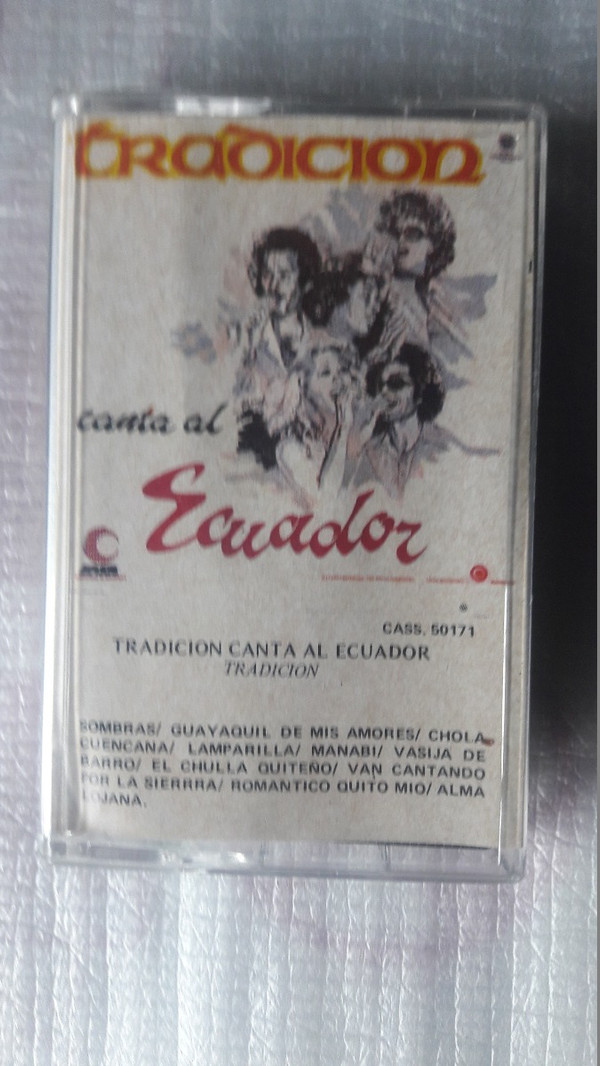 tradicion
canta al
Ecuador
CASS. 50171
TRADICION CANTA AL ECUADOR
TRADICION
SOMBRAS/ GUAYAQUIL DE MIS AMORES/ CHOLA
CUENCANA/ LAMPARILLA/ MANABI/ VASIJA DE
BARRO/ EL CHULLA QUITEÑO/ VAN CANTANDO
POR LA SIERRRA/ ROMANTICO QUITO MIO/ ALMA
LOJANA.